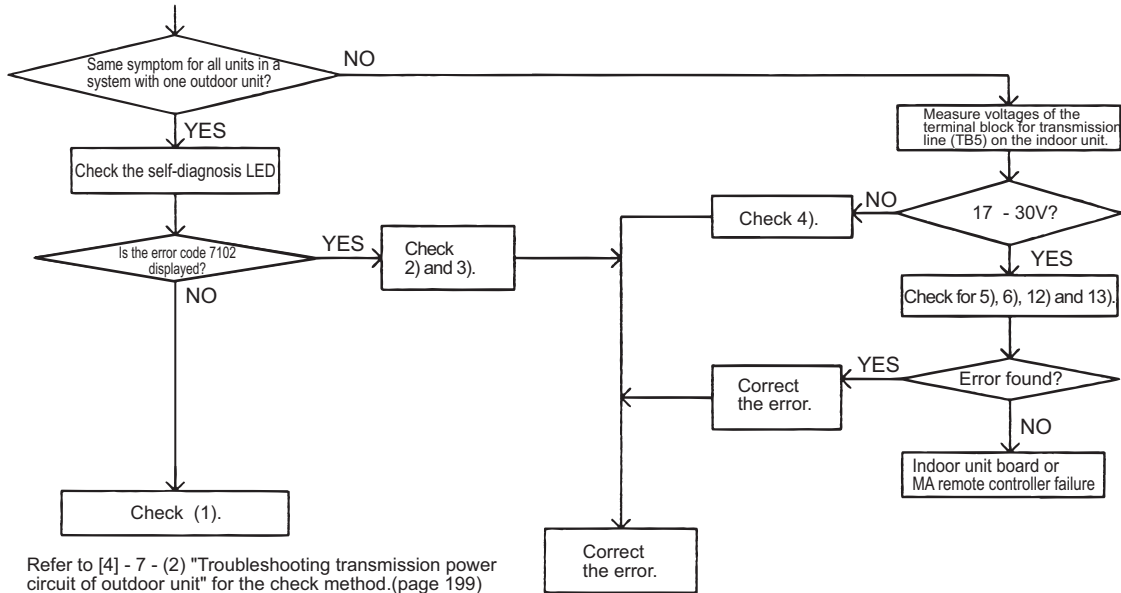 Same symptom for all units in a
system with one outdoor unit?
NO
YES
Check the self-diagnosis LED
Is the error code 7102
displayed?
YES
NO
Check
2) and 3).
Check (1).
Refer to [4] - 7 - (2) "Troubleshooting transmission power
circuit of outdoor unit" for the check method.(page 199)
Measure voltages of the
terminal block for transmission
line (TB5) on the indoor unit.
17 - 30V?
NO
Check 4).
YES
Check for 5), 6), 12) and 13).
Error found?
YES
Correct
the error.
NO
Indoor unit board or
MA remote controller failure
Correct
the error.